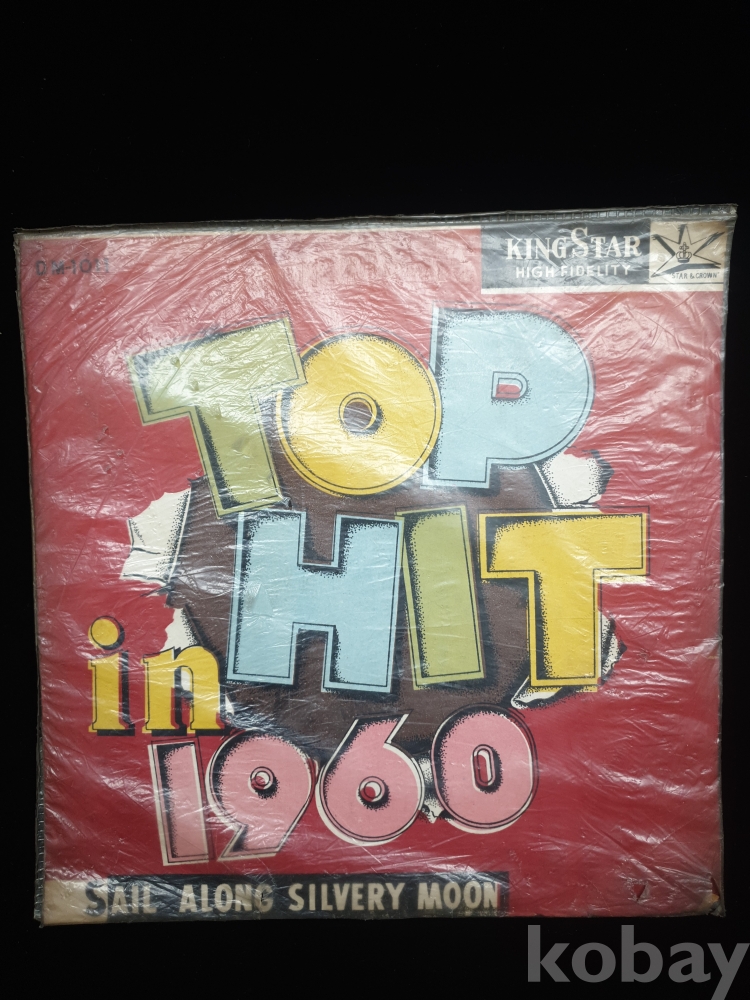 KING STAR
HIGH FIDELITY
STAR & CROWN
TOP
HIT
in
1960
SAIL ALONG SILVERY MOON
kobay